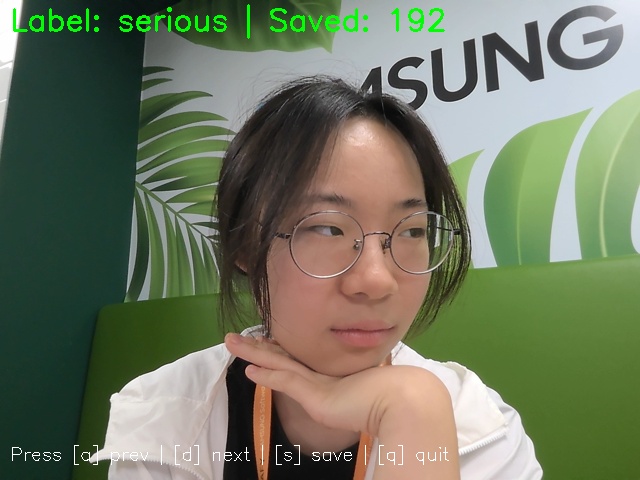 Label: serious | Saved: 192
MSUNG
Press [a] prev | [d] next | [s] save | [q] quit